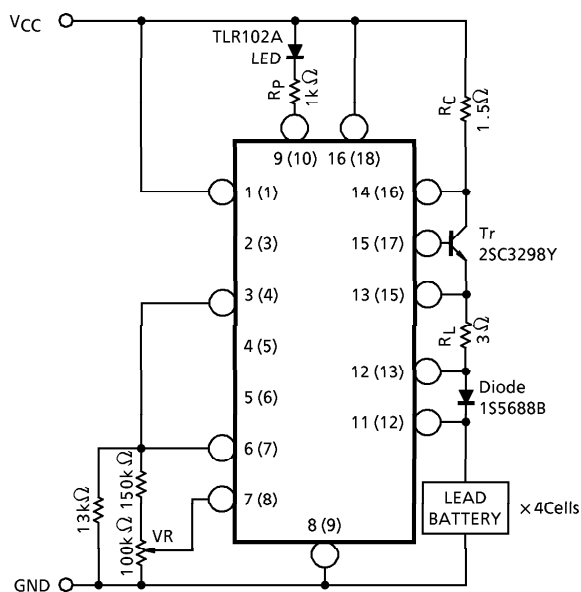 VCC
TLR102A
LED
RP
1kΩ
RC
1.5Ω
9 (10)
16 (18)
1 (1)
14 (16)
2 (3)
15 (17)
Tr
2SC3298Y
3 (4)
13 (15)
RL
3Ω
4 (5)
12 (13)
Diode
1S5688B
5 (6)
11 (12)
6 (7)
150kΩ
13kΩ
7 (8)
LEAD
BATTERY
×4Cells
8 (9)
100kΩ
VR
GND